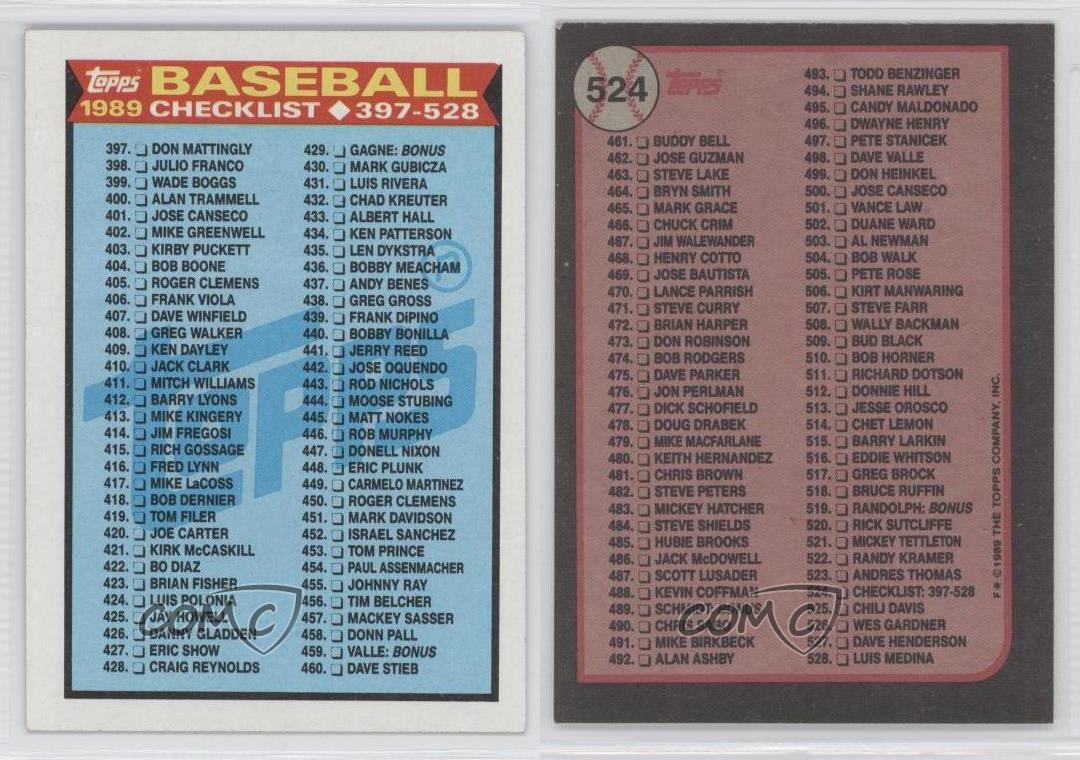 Topps BASEBALL
1989 CHECKLIST ◆ 397-528
397. ❏ DON MATTINGLY
398. ❏ JULIO FRANCO
399. ❏ WADE BOGGS
400. ❏ ALAN TRAMMELL
401. ❏ JOSE CANSECO
402. ❏ MIKE GREENWELL
403. ❏ KIRBY PUCKETT
404. ❏ BOB BOONE
405. ❏ ROGER CLEMENS
406. ❏ FRANK VIOLA
407. ❏ DAVE WINFIELD
408. ❏ GREG WALKER
409. ❏ KEN DAYLEY
410. ❏ JACK CLARK
411. ❏ MITCH WILLIAMS
412. ❏ BARRY LYONS
413. ❏ MIKE KINGERY
414. ❏ JIM FREGOSI
415. ❏ RICH GOSSAGE
416. ❏ FRED LYNN
417. ❏ MIKE LaCOSS
418. ❏ BOB DERNIER
419. ❏ TOM FILER
420. ❏ JOE CARTER
421. ❏ KIRK McCASKILL
422. ❏ BO DIAZ
423. ❏ BRIAN FISHER
424. ❏ LUIS POLONIA
425. ❏ JAY HOWELL
426. ❏ DANNY GLADDEN
427. ❏ ERIC SHOW
428. ❏ CRAIG REYNOLDS
429. ❏ GAGNE: BONUS
430. ❏ MARK GUBICZA
431. ❏ LUIS RIVERA
432. ❏ CHAD KREUTER
433. ❏ ALBERT HALL
434. ❏ KEN PATTERSON
435. ❏ LEN DYKSTRA
436. ❏ BOBBY MEACHAM
437. ❏ ANDY BENES
438. ❏ GREG GROSS
439. ❏ FRANK DiPINO
440. ❏ BOBBY BONILLA
441. ❏ JERRY REED
442. ❏ JOSE OQUENDO
443. ❏ ROD NICHOLS
444. ❏ MOOSE STUBING
445. ❏ MATT NOKES
446. ❏ ROB MURPHY
447. ❏ DONELL NIXON
448. ❏ ERIC PLUNK
449. ❏ CARMELO MARTINEZ
450. ❏ ROGER CLEMENS
451. ❏ MARK DAVIDSON
452. ❏ ISRAEL SANCHEZ
453. ❏ TOM PRINCE
454. ❏ PAUL ASSENMACHER
455. ❏ JOHNNY RAY
456. ❏ TIM BELCHER
457. ❏ MACKEY SASSER
458. ❏ DONN PALL
459. ❏ VALLE: BONUS
460. ❏ DAVE STIEB
TOPPS ®
COMC
524
Topps
461. ❏ BUDDY BELL
462. ❏ JOSE GUZMAN
463. ❏ STEVE LAKE
464. ❏ BRYN SMITH
465. ❏ MARK GRACE
466. ❏ CHUCK CRIM
467. ❏ JIM WALEWANDER
468. ❏ HENRY COTTO
469. ❏ JOSE BAUTISTA
470. ❏ LANCE PARRISH
471. ❏ STEVE CURRY
472. ❏ BRIAN HARPER
473. ❏ DON ROBINSON
474. ❏ BOB RODGERS
475. ❏ DAVE PARKER
476. ❏ JON PERLMAN
477. ❏ DICK SCHOFIELD
478. ❏ DOUG DRABEK
479. ❏ MIKE MACFARLANE
480. ❏ KEITH HERNANDEZ
481. ❏ CHRIS BROWN
482. ❏ STEVE PETERS
483. ❏ MICKEY HATCHER
484. ❏ STEVE SHIELDS
485. ❏ HUBIE BROOKS
486. ❏ JACK McDOWELL
487. ❏ SCOTT LUSADER
488. ❏ KEVIN COFFMAN
489. ❏
490. ❏ CHRIS SABO
491. ❏ MIKE BIRKBECK
492. ❏ ALAN ASHBY
493. ❏ TODD BENZINGER
494. ❏ SHANE RAWLEY
495. ❏ CANDY MALDONADO
496. ❏ DWAYNE HENRY
497. ❏ PETE STANICEK
498. ❏ DAVE VALLE
499. ❏ DON HEINKEL
500. ❏ JOSE CANSECO
501. ❏ VANCE LAW
502. ❏ DUANE WARD
503. ❏ AL NEWMAN
504. ❏ BOB WALK
505. ❏ PETE ROSE
506. ❏ KIRT MANWARING
507. ❏ STEVE FARR
508. ❏ WALLY BACKMAN
509. ❏ BUD BLACK
510. ❏ BOB HORNER
511. ❏ RICHARD DOTSON
512. ❏ DONNIE HILL
513. ❏ JESSE OROSCO
514. ❏ CHET LEMON
515. ❏ BARRY LARKIN
516. ❏ EDDIE WHITSON
517. ❏ GREG BROCK
518. ❏ BRUCE RUFFIN
519. ❏ RANDOLPH: BONUS
520. ❏ RICK SUTCLIFFE
521. ❏ MICKEY TETTLETON
522. ❏ RANDY KRAMER
523. ❏ ANDRES THOMAS
524. ❏ CHECKLIST: 397-528
525. ❏ CHILI DAVIS
526. ❏ WES GARDNER
527. ❏ DAVE HENDERSON
528. ❏ LUIS MEDINA
F✱ ©1989 THE TOPPS COMPANY, INC.
COMC